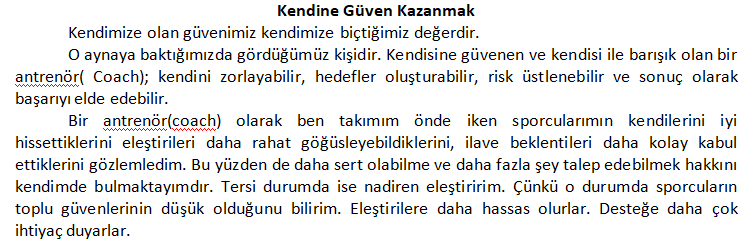 Kendine Güven Kazanmak
Kendimize olan güvenimiz kendimize biçtiğimiz değerdir.
O aynaya baktığımızda gördüğümüz kişidir. Kendisine güvenen ve kendisi ile barışık olan bir
antrenör( Coach); kendini zorlayabilir, hedefler oluşturabilir, risk üstlenebilir ve sonuç olarak
başarıyı elde edebilir.
Bir antrenör(coach) olarak ben takımım önde iken sporcularımın kendilerini iyi
hissettiklerini eleştirileri daha rahat göğüsleyebildiklerini, ilave beklentileri daha kolay kabul
ettiklerini gözlemledim. Bu yüzden de daha sert olabilme ve daha fazla şey talep edebilmek hakkını
kendimde bulmaktayımdır. Tersi durumda ise nadiren eleştiririm. Çünkü o durumda sporcuların
toplu güvenlerinin düşük olduğunu bilirim. Eleştirilere daha hassas olurlar. Desteğe daha çok
ihtiyaç duyarlar.